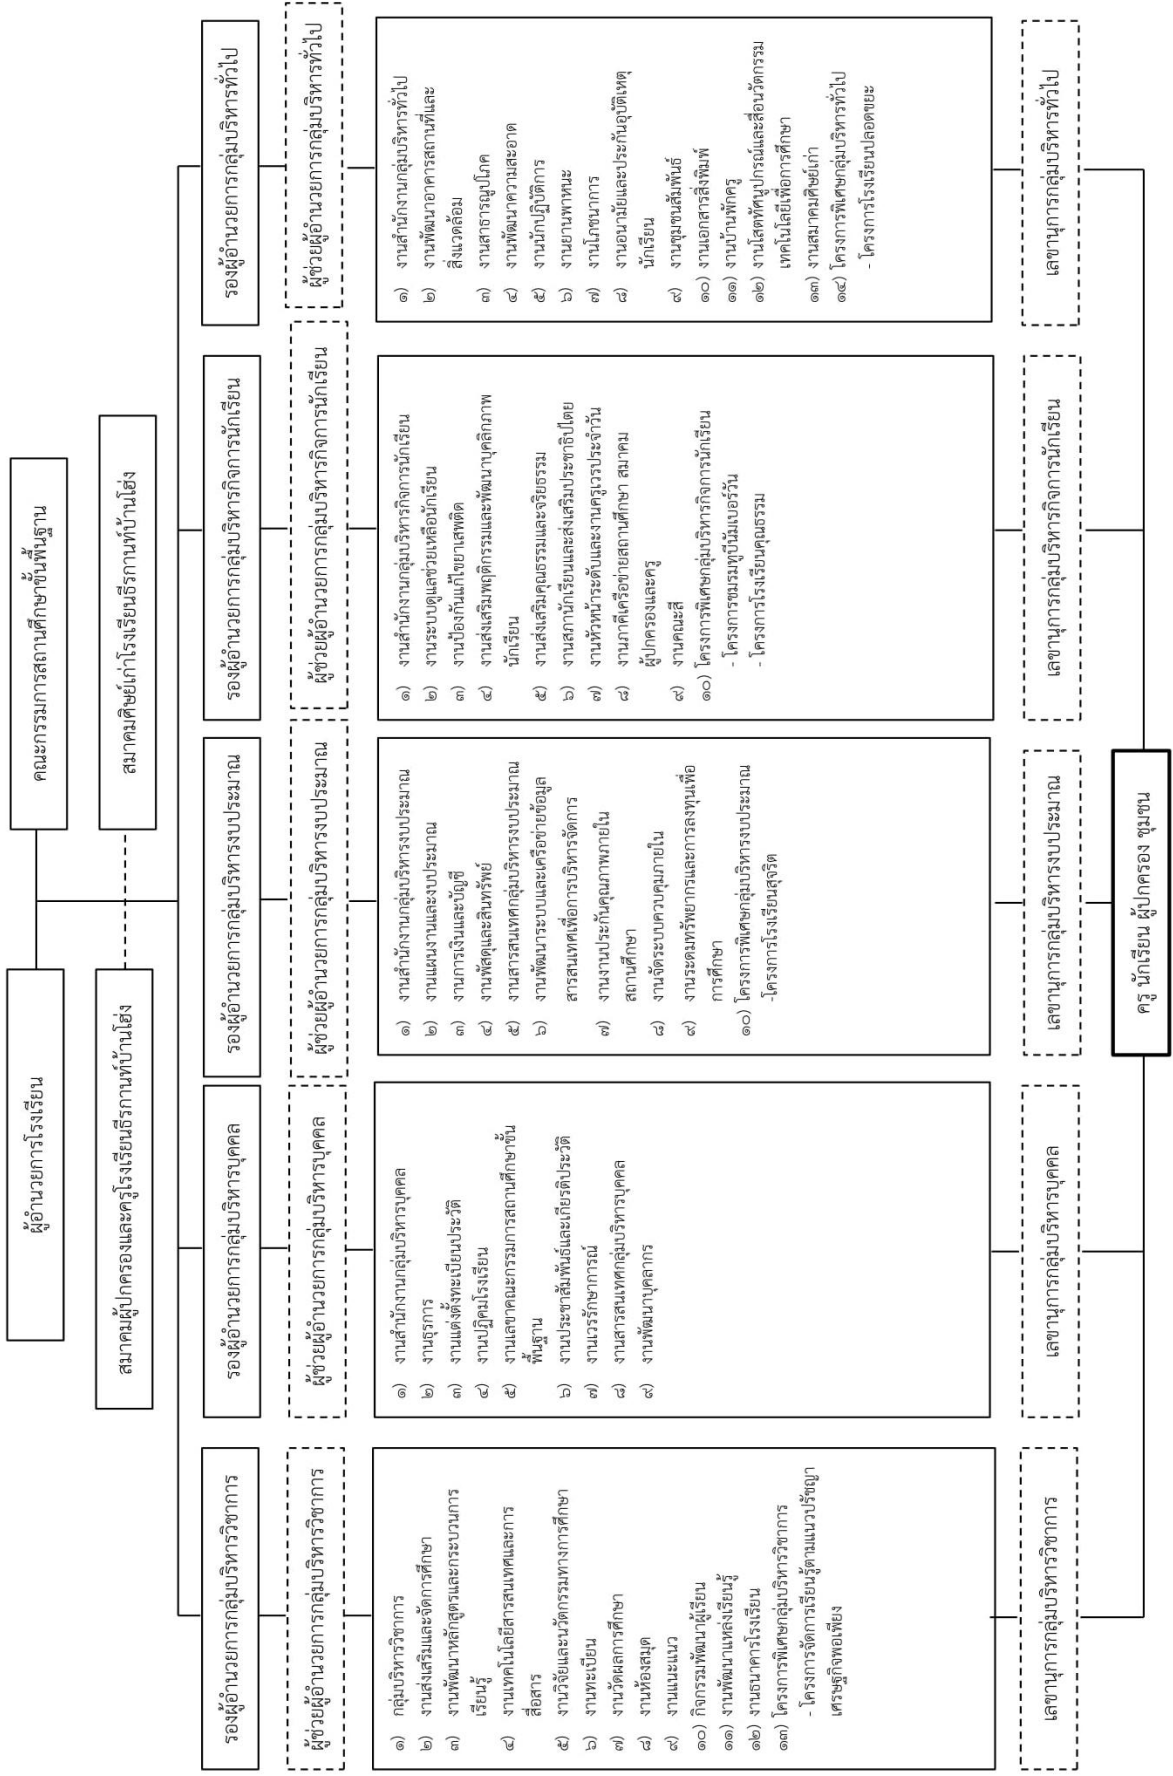 ผู้อำนวยการโรงเรียน
คณะกรรมการสถานศึกษาขั้นพื้นฐาน
สมาคมผู้ปกครองและครูโรงเรียนธีรกานท์บ้านโฮ่ง
สมาคมศิษย์เก่าโรงเรียนธีรกานท์บ้านโฮ่ง
รองผู้อำนวยการกลุ่มบริหารวิชาการ
ผู้ช่วยผู้อำนวยการกลุ่มบริหารวิชาการ
๑) กลุ่มบริหารวิชาการ
๒) งานส่งเสริมและจัดการศึกษา
๓) งานพัฒนาหลักสูตรและกระบวนการ
เรียนรู้
๔) งานเทคโนโลยีสารสนเทศและการ
สื่อสาร
๕) งานวิจัยและนวัตกรรมทางการศึกษา
๖) งานทะเบียน
๗) งานวัดผลการศึกษา
๘) งานห้องสมุด
๙) งานแนะแนว
๑๐) กิจกรรมพัฒนาผู้เรียน
๑๑) งานพัฒนาแหล่งเรียนรู้
๑๒) งานธนาคารโรงเรียน
๑๓) โครงการพิเศษกลุ่มบริหารวิชาการ
- โครงการจัดการเรียนรู้ตามแนวปรัชญา
เศรษฐกิจพอเพียง
เลขานุการกลุ่มบริหารวิชาการ
รองผู้อำนวยการกลุ่มบริหารบุคคล
ผู้ช่วยผู้อำนวยการกลุ่มบริหารบุคคล
๑) งานสำนักงานกลุ่มบริหารบุคคล
๒) งานธุรการ
๓) งานแต่งตั้งทะเบียนประวัติ
๔) งานปฏิคมโรงเรียน
๕) งานเลขาคณะกรรมการสถานศึกษาขั้น
พื้นฐาน
๖) งานประชาสัมพันธ์และเกียรติประวัติ
๗) งานเวรรักษาการณ์
๘) งานสารสนเทศกลุ่มบริหารบุคคล
๙) งานพัฒนาบุคลากร
เลขานุการกลุ่มบริหารบุคคล
รองผู้อำนวยการกลุ่มบริหารงบประมาณ
ผู้ช่วยผู้อำนวยการกลุ่มบริหารงบประมาณ
๑) งานสำนักงานกลุ่มบริหารงบประมาณ
๒) งานแผนงานและงบประมาณ
๓) งานการเงินและบัญชี
๔) งานพัสดุและสินทรัพย์
๕) งานสารสนเทศกลุ่มบริหารงบประมาณ
๖) งานพัฒนาระบบและเครือข่ายข้อมูล
สารสนเทศเพื่อการบริหารจัดการ
๗) งานงานประกันคุณภาพภายใน
สถานศึกษา
๘) งานจัดระบบควบคุมภายใน
๙) งานระดมทรัพยากรและการลงทุนเพื่อ
การศึกษา
๑๐) โครงการพิเศษกลุ่มบริหารงบประมาณ
-โครงการโรงเรียนสุจริต
เลขานุการกลุ่มบริหารงบประมาณ
รองผู้อำนวยการกลุ่มบริหารกิจการนักเรียน
ผู้ช่วยผู้อำนวยการกลุ่มบริหารกิจการนักเรียน
๑) งานสำนักงานกลุ่มบริหารกิจการนักเรียน
๒) งานระบบดูแลช่วยเหลือนักเรียน
๓) งานป้องกันแก้ไขยาเสพติด
๔) งานส่งเสริมพฤติกรรมและพัฒนาบุคลิกภาพ
นักเรียน
๕) งานส่งเสริมคุณธรรมและจริยธรรม
๖) งานสภานักเรียนและส่งเสริมประชาธิปไตย
๗) งานหัวหน้าระดับและงานครูเวรประจำวัน
๘) งานภาคีเครือข่ายสถานศึกษา สมาคม
ผู้ปกครองและครู
๙) งานคณะสี
๑๐) โครงการพิเศษกลุ่มบริหารกิจการนักเรียน
- โครงการชมรมทูบีนัมเบอร์วัน
- โครงการโรงเรียนคุณธรรม
เลขานุการกลุ่มบริหารกิจการนักเรียน
รองผู้อำนวยการกลุ่มบริหารทั่วไป
ผู้ช่วยผู้อำนวยการกลุ่มบริหารทั่วไป
๑) งานสำนักงานกลุ่มบริหารทั่วไป
๒) งานพัฒนาอาคารสถานที่และ
สิ่งแวดล้อม
๓) งานสาธารณูปโภค
๔) งานพัฒนาความสะอาด
๕) งานนักปฏิบัติการ
๖) งานยานพาหนะ
๗) งานโภชนาการ
๘) งานอนามัยและประกันอุบัติเหตุ
นักเรียน
๙) งานชุมชนสัมพันธ์
๑๐) งานเอกสารสิ่งพิมพ์
๑๑) งานบ้านพักครู
๑๒) งานโสตทัศนูปกรณ์และสื่อนวัตกรรม
เทคโนโลยีเพื่อการศึกษา
๑๓) งานสมาคมศิษย์เก่า
๑๔) โครงการพิเศษกลุ่มบริหารทั่วไป
- โครงการโรงเรียนปลอดขยะ
เลขานุการกลุ่มบริหารทั่วไป
ครู นักเรียน ผู้ปกครอง ชุมชน